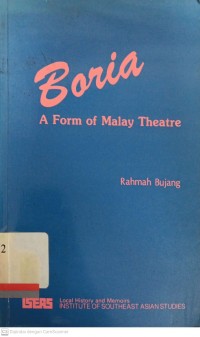 Boria
A Form of Malay Theatre
Rahmah Bujang
2
ISEAS
Local History and Memoirs
INSTITUTE OF SOUTHEAST ASIAN STUDIES